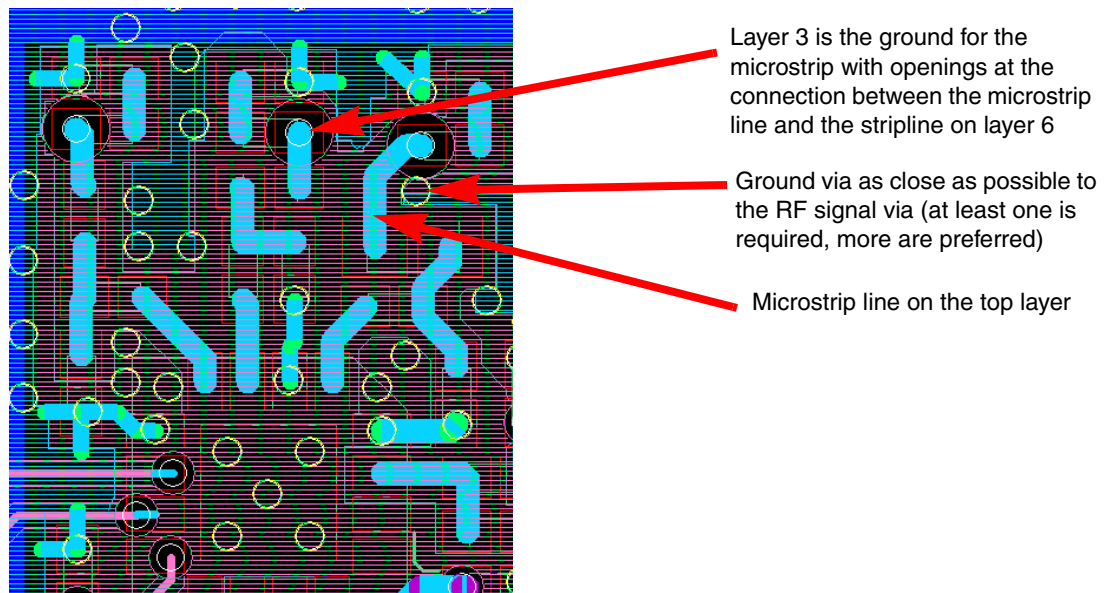 Layer 3 is the ground for the
microstrip with openings at the
connection between the microstrip
line and the stripline on layer 6
Ground via as close as possible to
the RF signal via (at least one is
required, more are preferred)
Microstrip line on the top layer